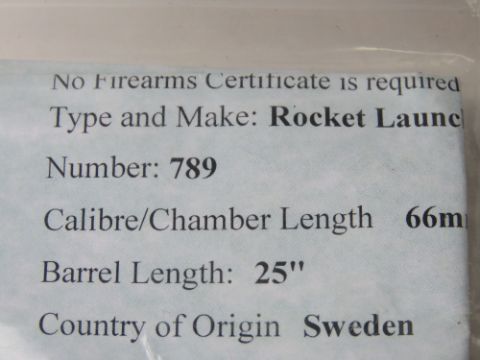 No Firearms Certificate is required
Type and Make: Rocket Launc
Number: 789
Calibre/Chamber Length 66m
Barrel Length: 25"
Country of Origin Sweden